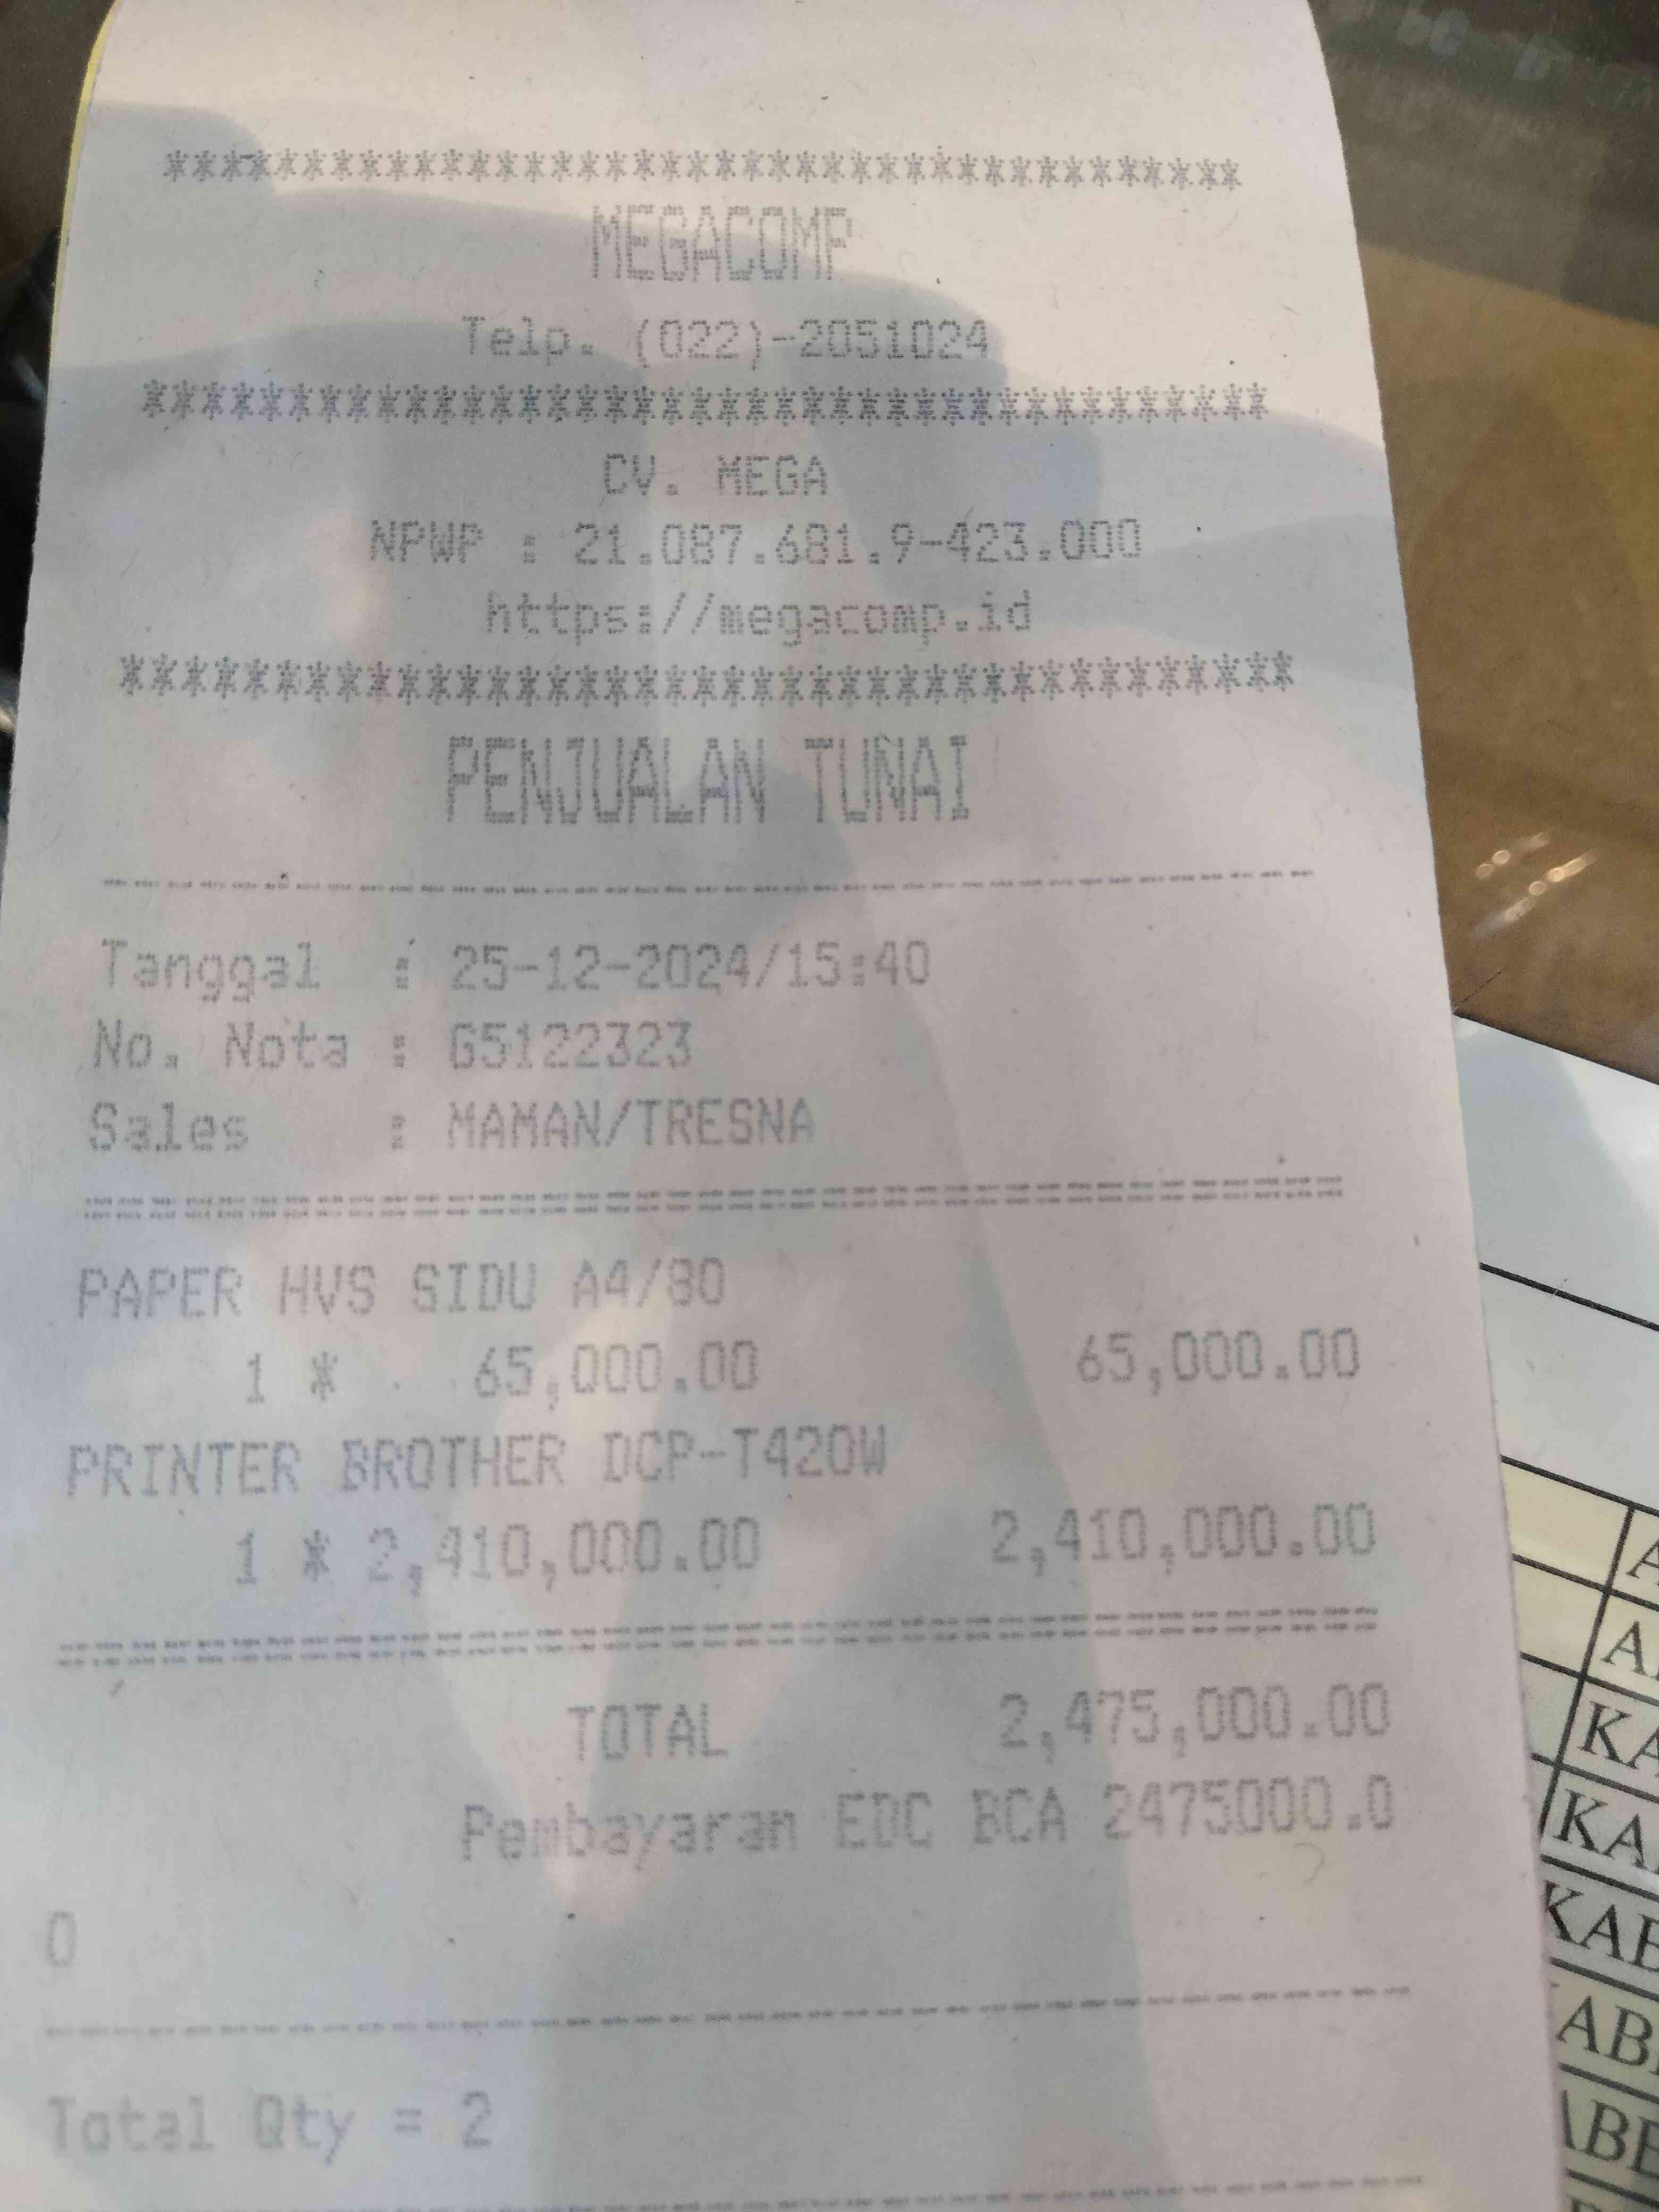 ************************************
MEGACOMP
Telp. (022)-2051024
************************************
CV. MEGA
NPWP : 21.087.681.9-423.000
https://megacomp.id
************************************
PENJUALAN TUNAI
Tanggal : 25-12-2024/15:40
No. Nota : G5122323
Sales : MAMAN/TRESNA
PAPER HVS SIDU A4/80
1 * 65,000.00 65,000.00
PRINTER BROTHER DCP-T420W
1 * 2,410,000.00 2,410,000.00
TOTAL 2,475,000.00
Pembayaran EDC BCA 2475000.0
0
Total Qty = 2